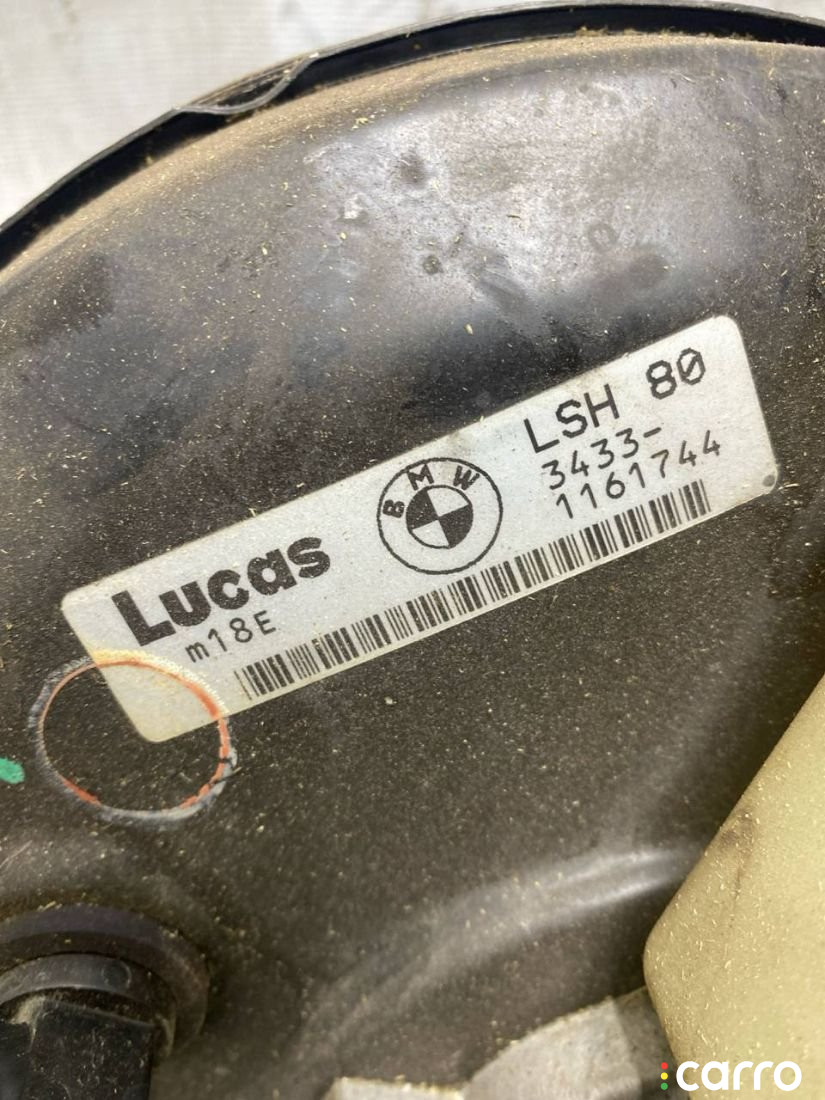 LSH 80
3433-
1161744
BMW
Lucas
m18E
carro